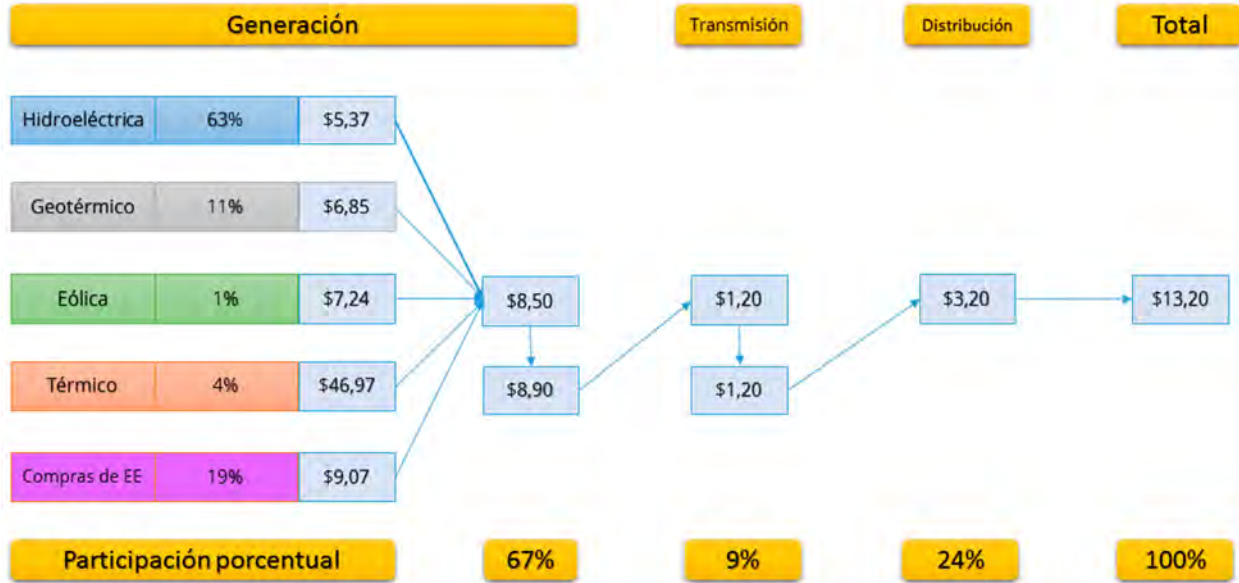 Generación Transmisión Distribución Total
Hidroeléctrica 63% $5,37
Geotérmico 11% $6,85
Eólica 1% $7,24 $8,50 $1,20 $3,20 $13,20
Térmico 4% $46,97 $8,90 $1,20
Compras de EE 19% $9,07
Participación porcentual 67% 9% 24% 100%